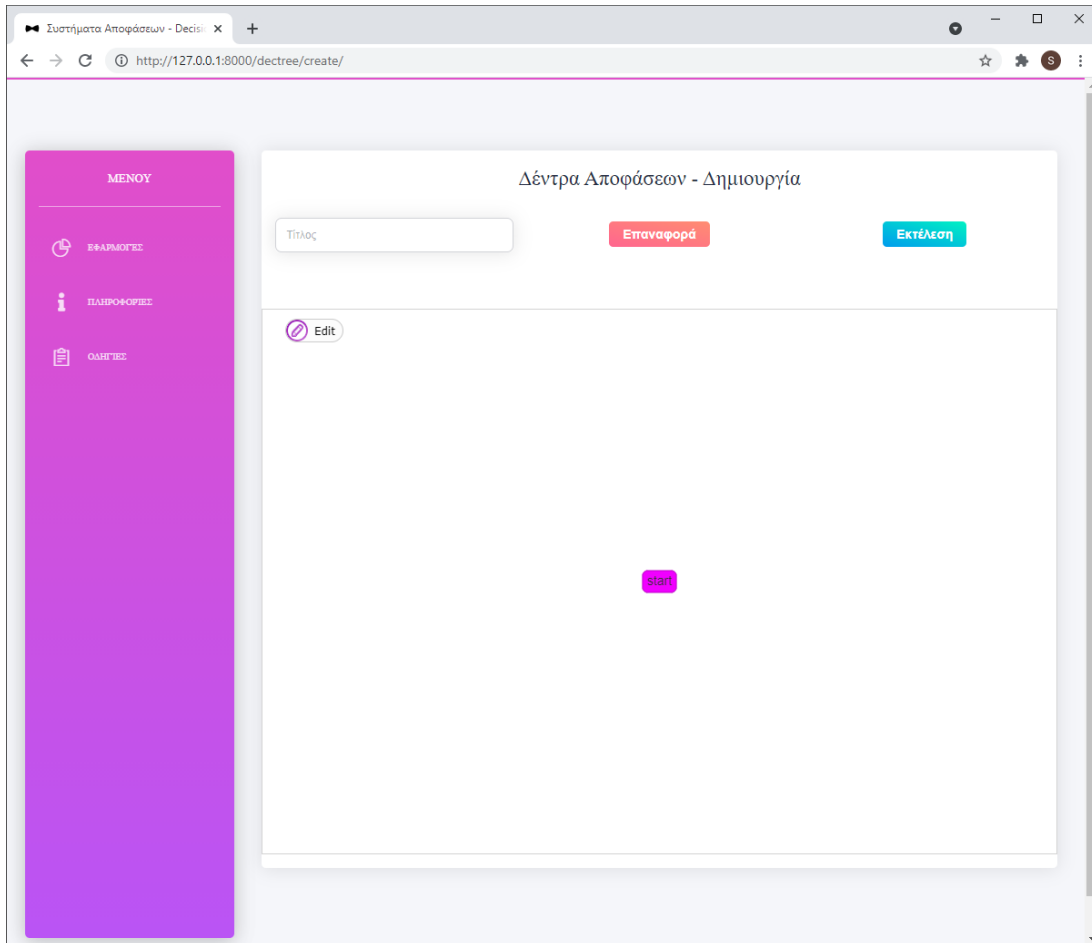 Συστήματα Αποφάσεων - Decisi
http://127.0.0.1:8000/dectree/create/
S
ΜΕΝΟΥ
ΕΦΑΡΜΟΓΕΣ
ΠΛΗΡΟΦΟΡΙΕΣ
ΟΔΗΓΙΕΣ
Δέντρα Αποφάσεων - Δημιουργία
Τίτλος
Επαναφορά
Εκτέλεση
Edit
start